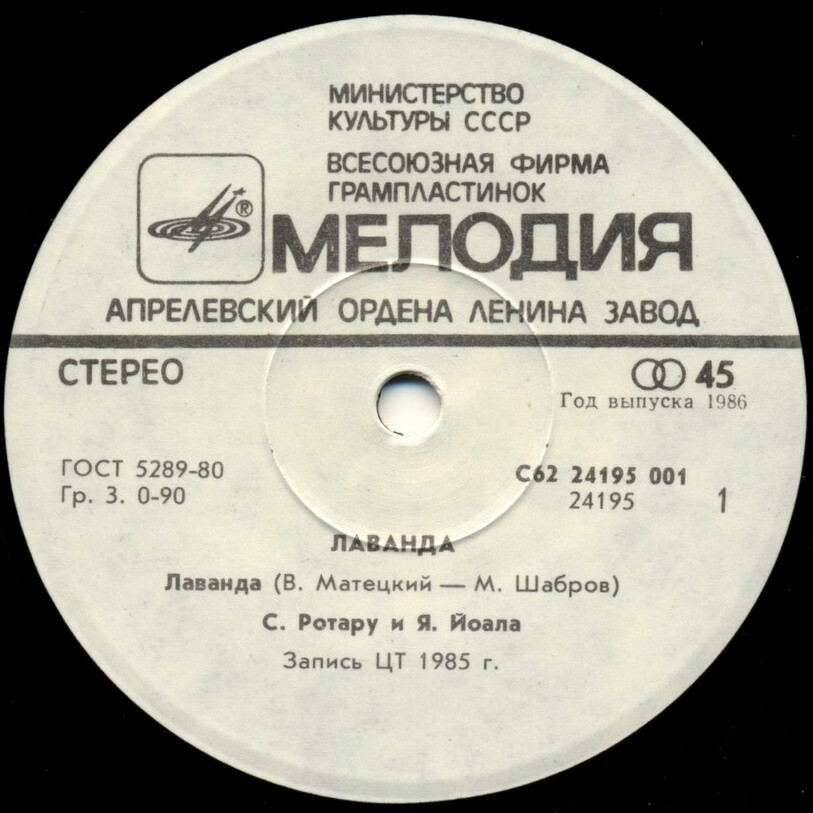 МИНИСТЕРСТВО
КУЛЬТУРЫ СССР
ВСЕСОЮЗНАЯ ФИРМА
ГРАМПЛАСТИНОК
®
МЕЛОДИЯ
АПРЕЛЕВСКИЙ ОРДЕНА ЛЕНИНА ЗАВОД
СТЕРЕО
45
Год выпуска 1986
ГОСТ 5289-80
Гр. 3. 0-90
С62 24195 001
24195
1
ЛАВАНДА
Лаванда (В. Матецкий — М. Шабров)
С. Ротару и Я. Йоала
Запись ЦТ 1985 г.